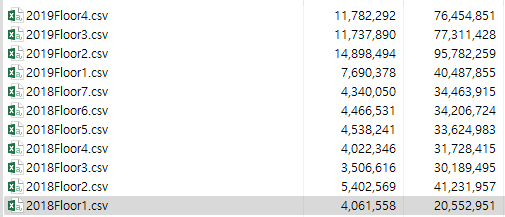 2019Floor4.csv 11,782,292 76,454,851
2019Floor3.csv 11,737,890 77,311,428
2019Floor2.csv 14,898,494 95,782,259
2019Floor1.csv 7,690,378 40,487,855
2018Floor7.csv 4,340,050 34,463,915
2018Floor6.csv 4,466,531 34,206,724
2018Floor5.csv 4,538,241 33,624,983
2018Floor4.csv 4,022,346 31,728,415
2018Floor3.csv 3,506,616 30,189,495
2018Floor2.csv 5,402,569 41,231,957
2018Floor1.csv 4,061,558 20,552,951